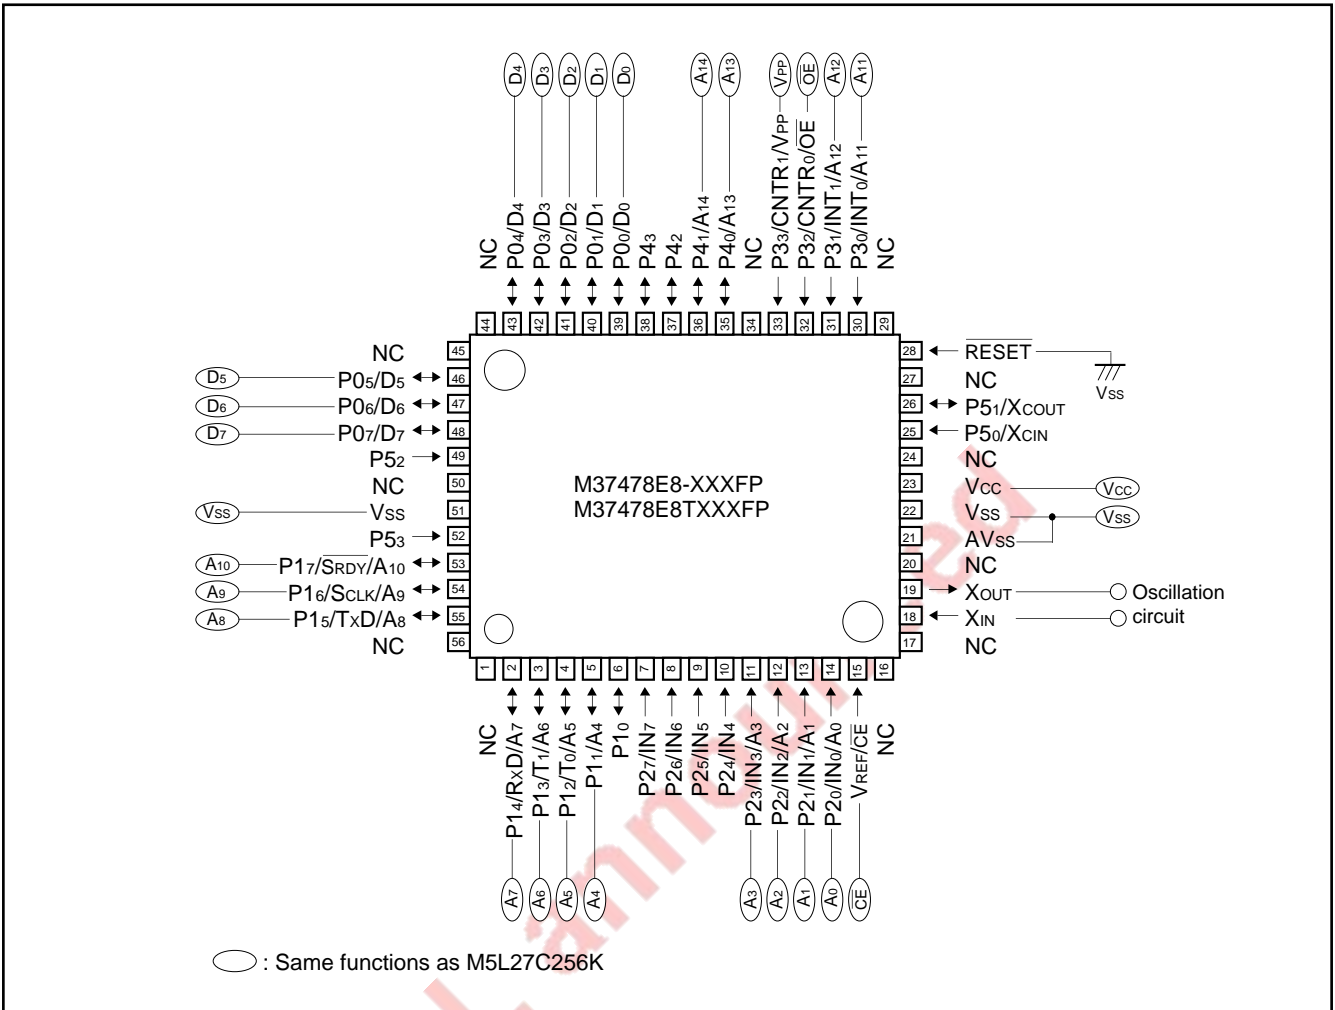 D4 D3 D2 D1 D0 A14 A13 VPP OE A12 A11
NC P04/D4 P03/D3 P02/D2 P01/D1 P00/D0 P43 P42 P41/A14 P40/A13 NC P33/CNTR1/VPP P32/CNTR0/OE P31/INT1/A12 P30/INT0/A11 NC
44 43 42 41 40 39 38 37 36 35 34 33 32 31 30 29
NC 45
D5 P05/D5 46
D6 P06/D6 47
D7 P07/D7 48
P52 49
NC 50
VSS VSS 51
P53 52
A10 P17/SRDY/A10 53
A9 P16/SCLK/A9 54
A8 P15/TXD/A8 55
NC 56
M37478E8-XXXFP
M37478E8TXXXFP
28 RESET
VSS
27 NC
26 P51/XCOUT
25 P50/XCIN
24 NC
23 VCC VCC
22 VSS VSS
21 AVSS
20 NC
19 XOUT Oscillation
18 XIN circuit
17 NC
1 2 3 4 5 6 7 8 9 10 11 12 13 14 15 16
NC P14/RXD/A7 P13/T1/A6 P12/T0/A5 P11/A4 P10 P27/IN7 P26/IN6 P25/IN5 P24/IN4 P23/IN3/A3 P22/IN2/A2 P21/IN1/A1 P20/IN0/A0 VREF/CE NC
A7 A6 A5 A4 A3 A2 A1 A0 CE
: Same functions as M5L27C256K
announced